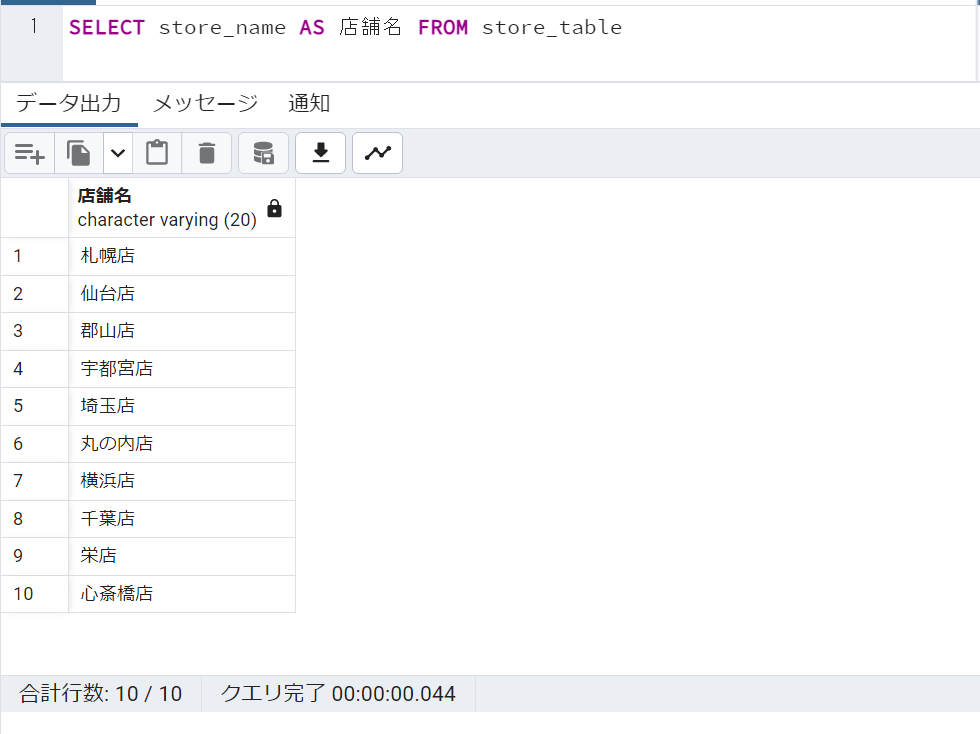 1 SELECT store_name AS 店舗名 FROM store_table
データ出力 メッセージ 通知
店舗名
character varying (20)
1 札幌店
2 仙台店
3 郡山店
4 宇都宮店
5 埼玉店
6 丸の内店
7 横浜店
8 千葉店
9 栄店
10 心斎橋店
合計行数: 10 / 10 クエリ完了 00:00:00.044